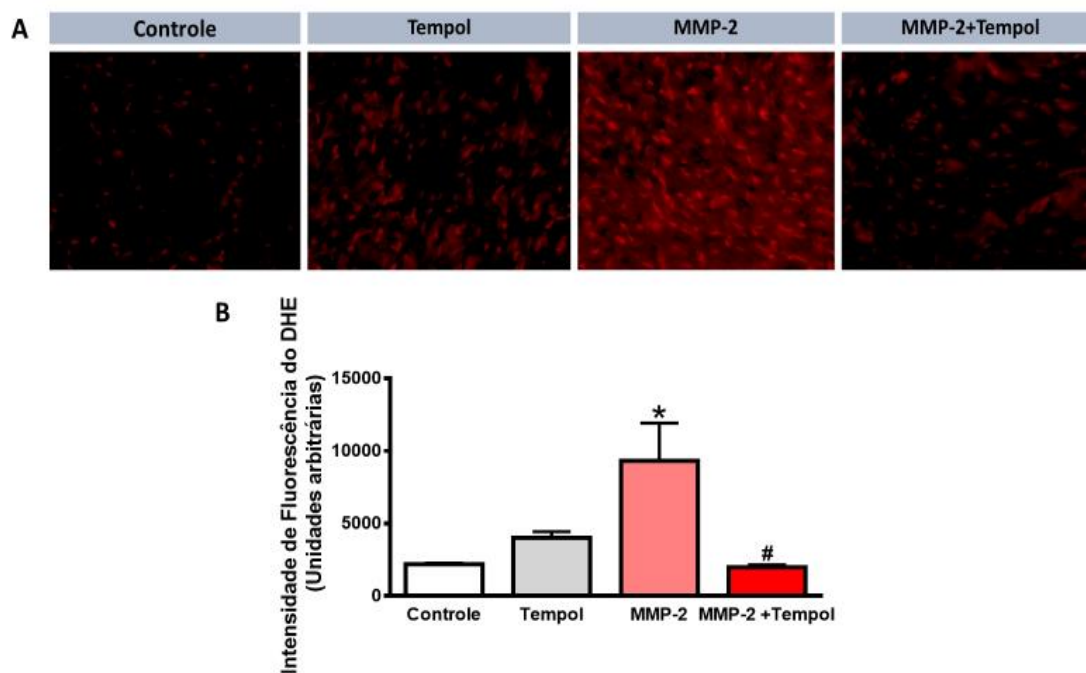 A
Controle
Tempol
MMP-2
MMP-2+Tempol
B
Intensidade de Fluorescência do DHE
(Unidades arbitrárias)
15000
10000
5000
0
*
#
Controle
Tempol
MMP-2
MMP-2 +Tempol